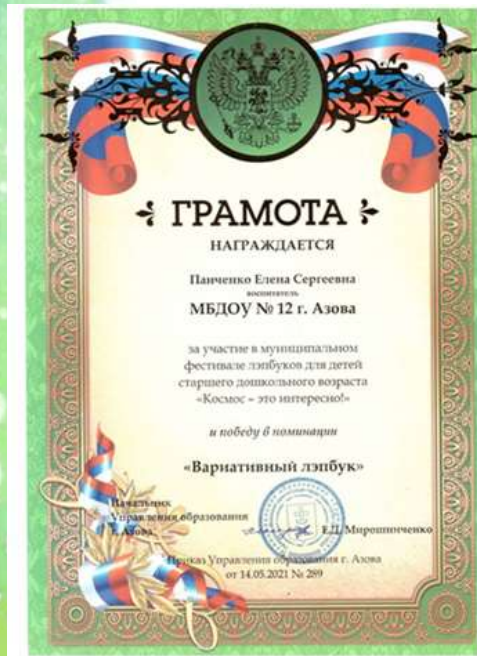 ГРАМОТА
НАГРАЖДАЕТСЯ
Панченко Елена Сергеевна
воспитатель
МБДОУ № 12 г. Азова
за участие в муниципальном
фестивале лэпбуков для детей
старшего дошкольного возраста
«Космос – это интересно!»
и победу в номинации
«Вариативный лэпбук»
Начальник
Управления образования
г. Азова Е.Д. Мирошниченко
Приказ Управления образования г. Азова
от 14.05.2021 № 289